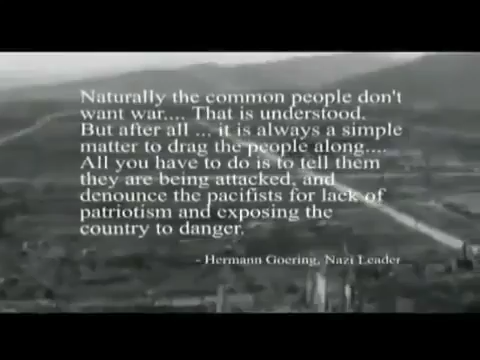 Naturally the common people don't
want war.... That is understood.
But after all ... it is always a simple
matter to drag the people along....
All you have to do is to tell them
they are being attacked, and
denounce the pacifists for lack of
patriotism and exposing the
country to danger.
- Hermann Goering, Nazi Leader